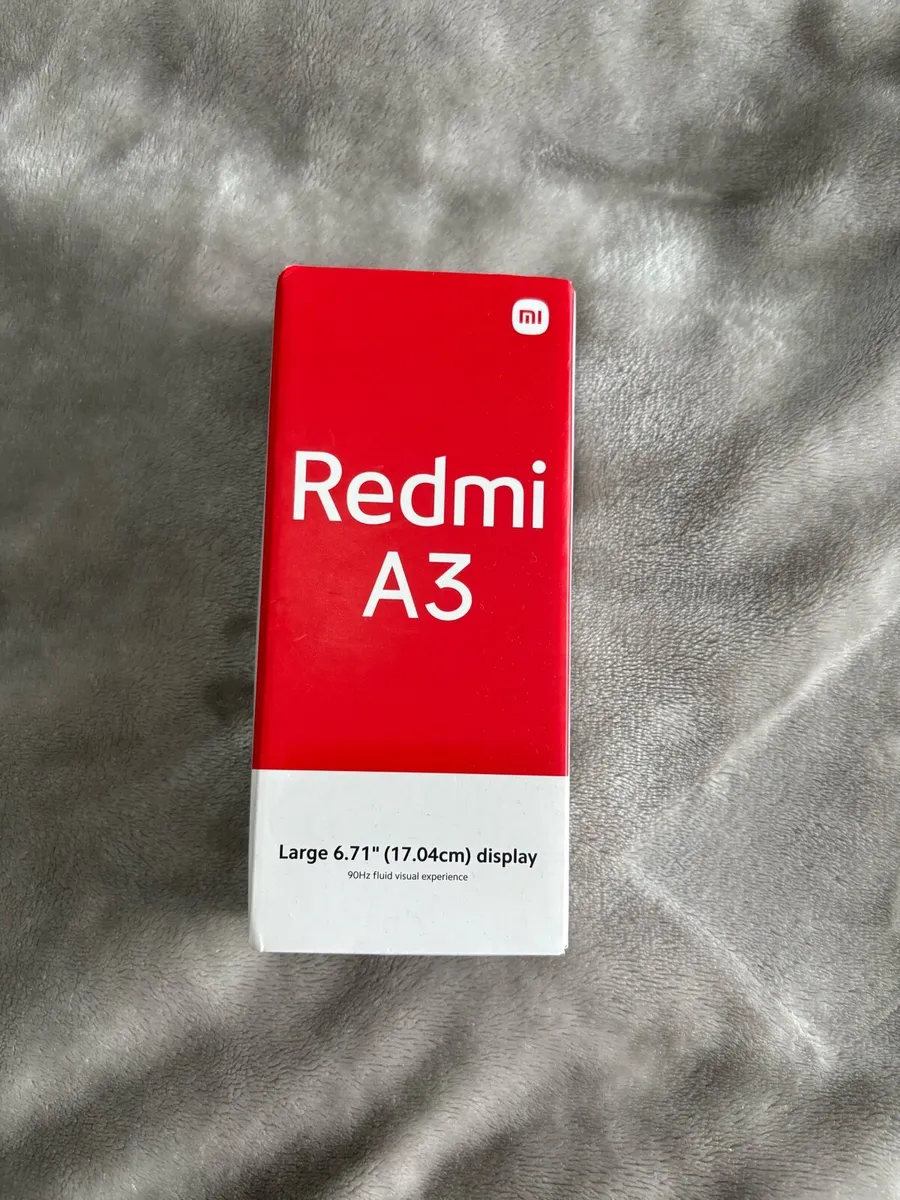 mi
Redmi
A3
Large 6.71" (17.04cm) display
90Hz fluid visual experience